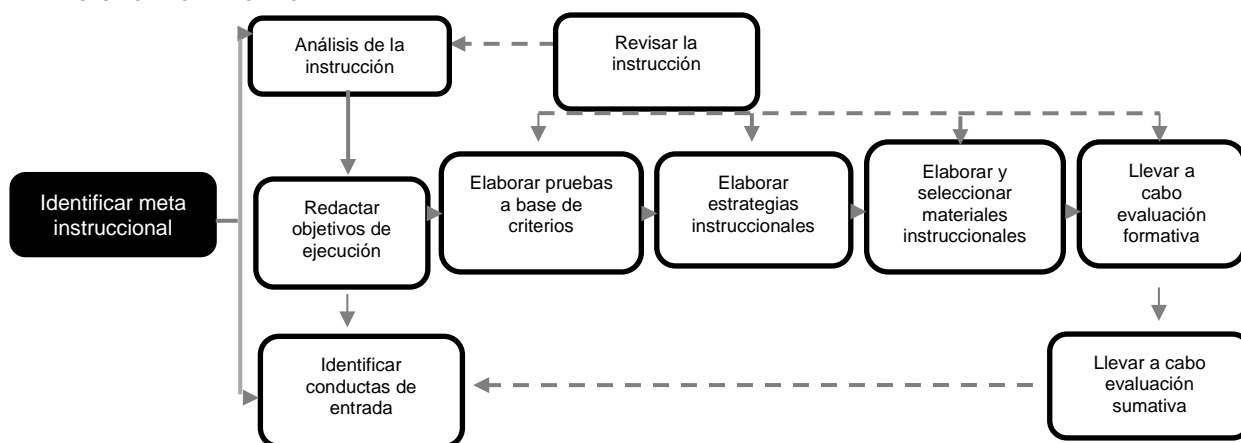 Análisis de la
instrucción
Revisar la
instrucción
Identificar meta
instruccional
Redactar
objetivos de
ejecución
Elaborar pruebas
a base de
criterios
Elaborar
estrategias
instruccionales
Elaborar y
seleccionar
materiales
instruccionales
Llevar a
cabo
evaluación
formativa
Identificar
conductas de
entrada
Llevar a cabo
evaluación
sumativa